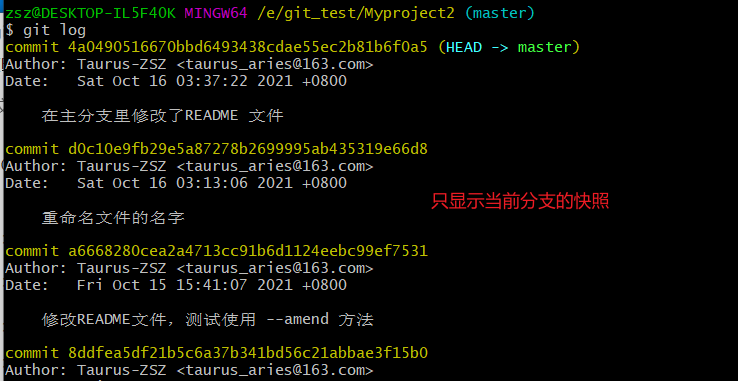 zsz@DESKTOP-IL5F4OK MINGW64 /e/git_test/Myproject2 (master)
$ git log
commit 4a0490516670bbd6493438cdae55ec2b81b6f0a5 (HEAD -> master)
Author: Taurus-ZSZ <taurus_aries@163.com>
Date:   Sat Oct 16 03:37:22 2021 +0800
在主分支里修改了README 文件
commit d0c10e9fb29e5a87278b2699995ab435319e66d8
Author: Taurus-ZSZ <taurus_aries@163.com>
Date:   Sat Oct 16 03:13:06 2021 +0800
只显示当前分支的快照
重命名文件的名字
commit a6668280cea2a4713cc91b6d1124eebc99ef7531
Author: Taurus-ZSZ <taurus_aries@163.com>
Date:   Fri Oct 15 15:41:07 2021 +0800
修改README文件，测试使用 --amend 方法
commit 8ddfea5df21b5c6a37b341bd56c21abbae3f15b0
Author: Taurus-ZSZ <taurus_aries@163.com>